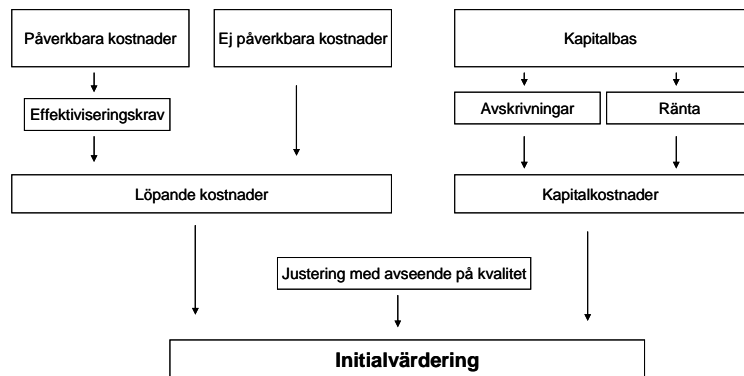 Påverkbara kostnader
Ej påverkbara kostnader
Kapitalbas
Effektiviseringskrav
Avskrivningar
Ränta
Löpande kostnader
Kapitalkostnader
Justering med avseende på kvalitet
Initialvärdering